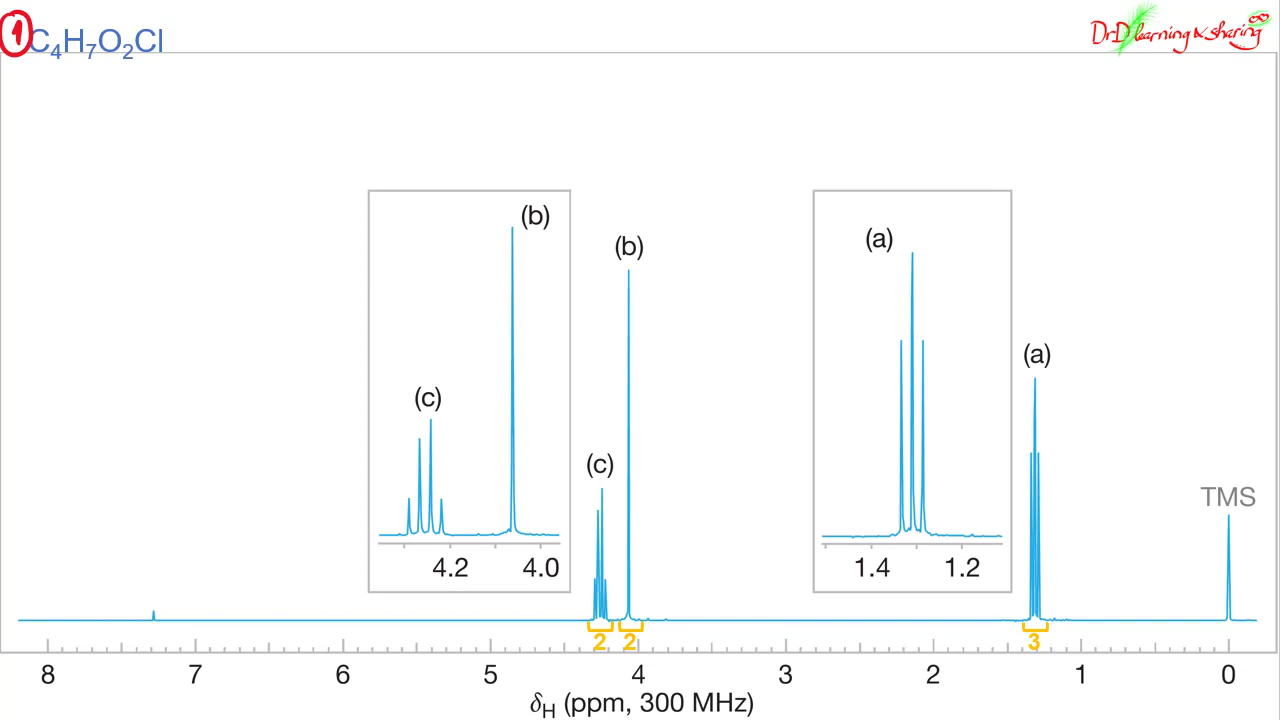 1 C₄H₇O₂Cl
DrD learning & sharing
(b)
(c)
4.2 4.0
(b)
(c)
(a)
1.4 1.2
(a)
TMS
2 2 3
8 7 6 5 4 3 2 1 0
δH (ppm, 300 MHz)